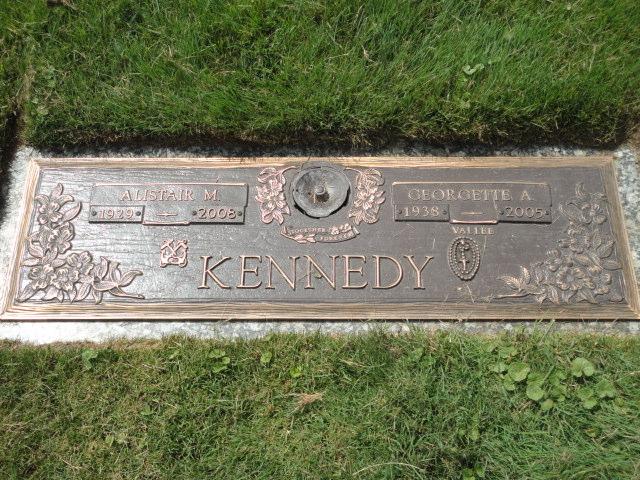 ALISTAIR M.
1929 2008
TOGETHER
FOREVER
GEORGETTE A.
1938 2005
VALLEE
KENNEDY